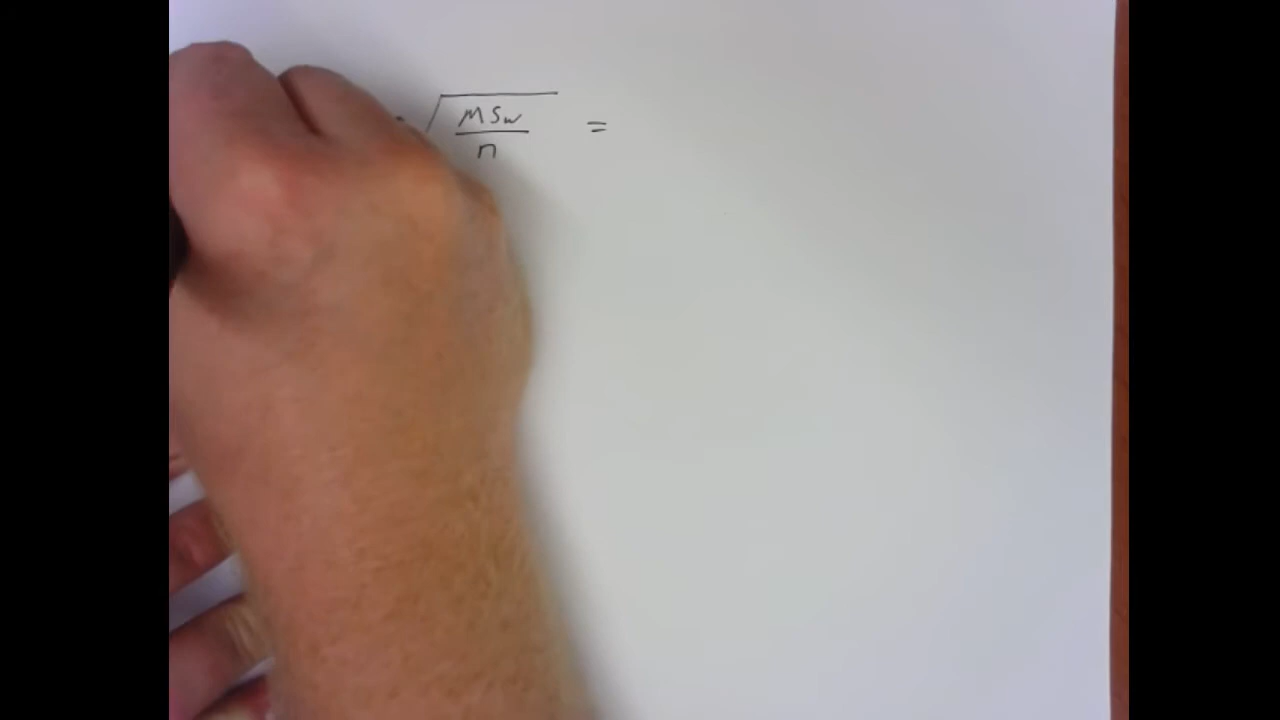 √(MSw/n) =